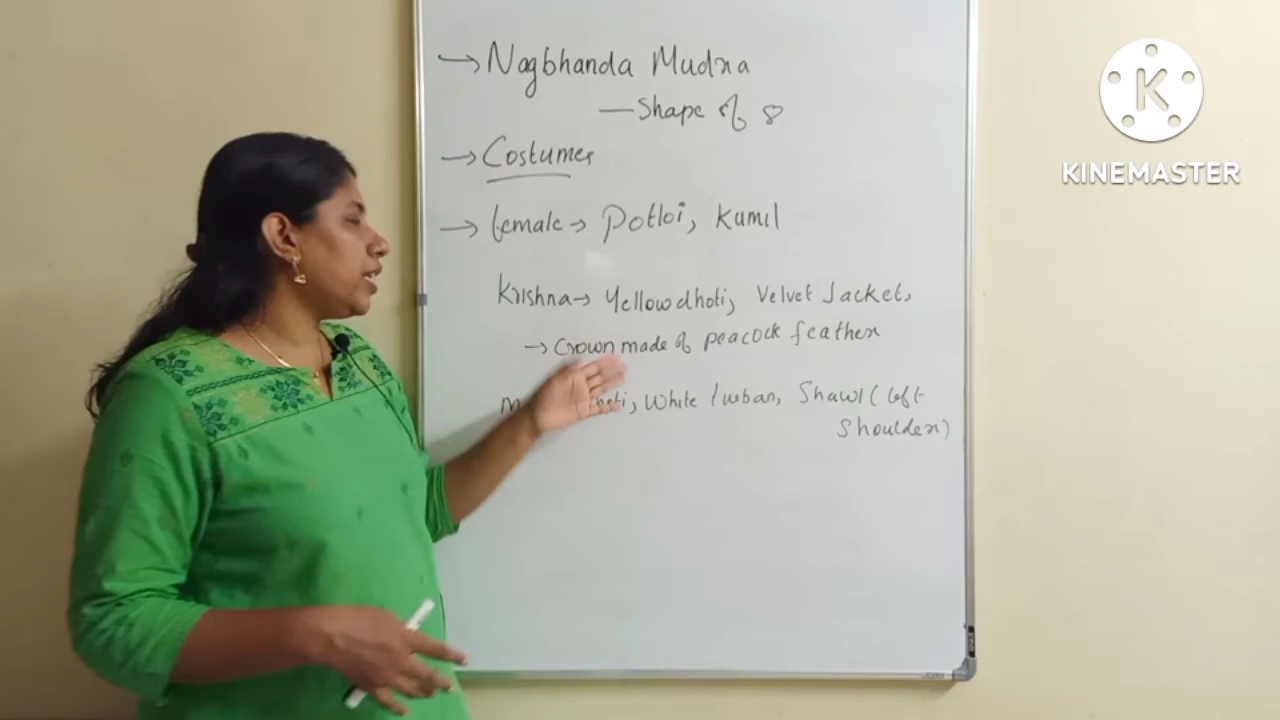 → Nagbhanda Mudra
— Shape of 8
→ Costumes
→ female → Potloi, Kumil
Krishna → Yellow dhoti, Velvet Jacket,
→ Crown made of Peacock feather
White turban, Shawl (left
Shoulder)
K
KINEMASTER